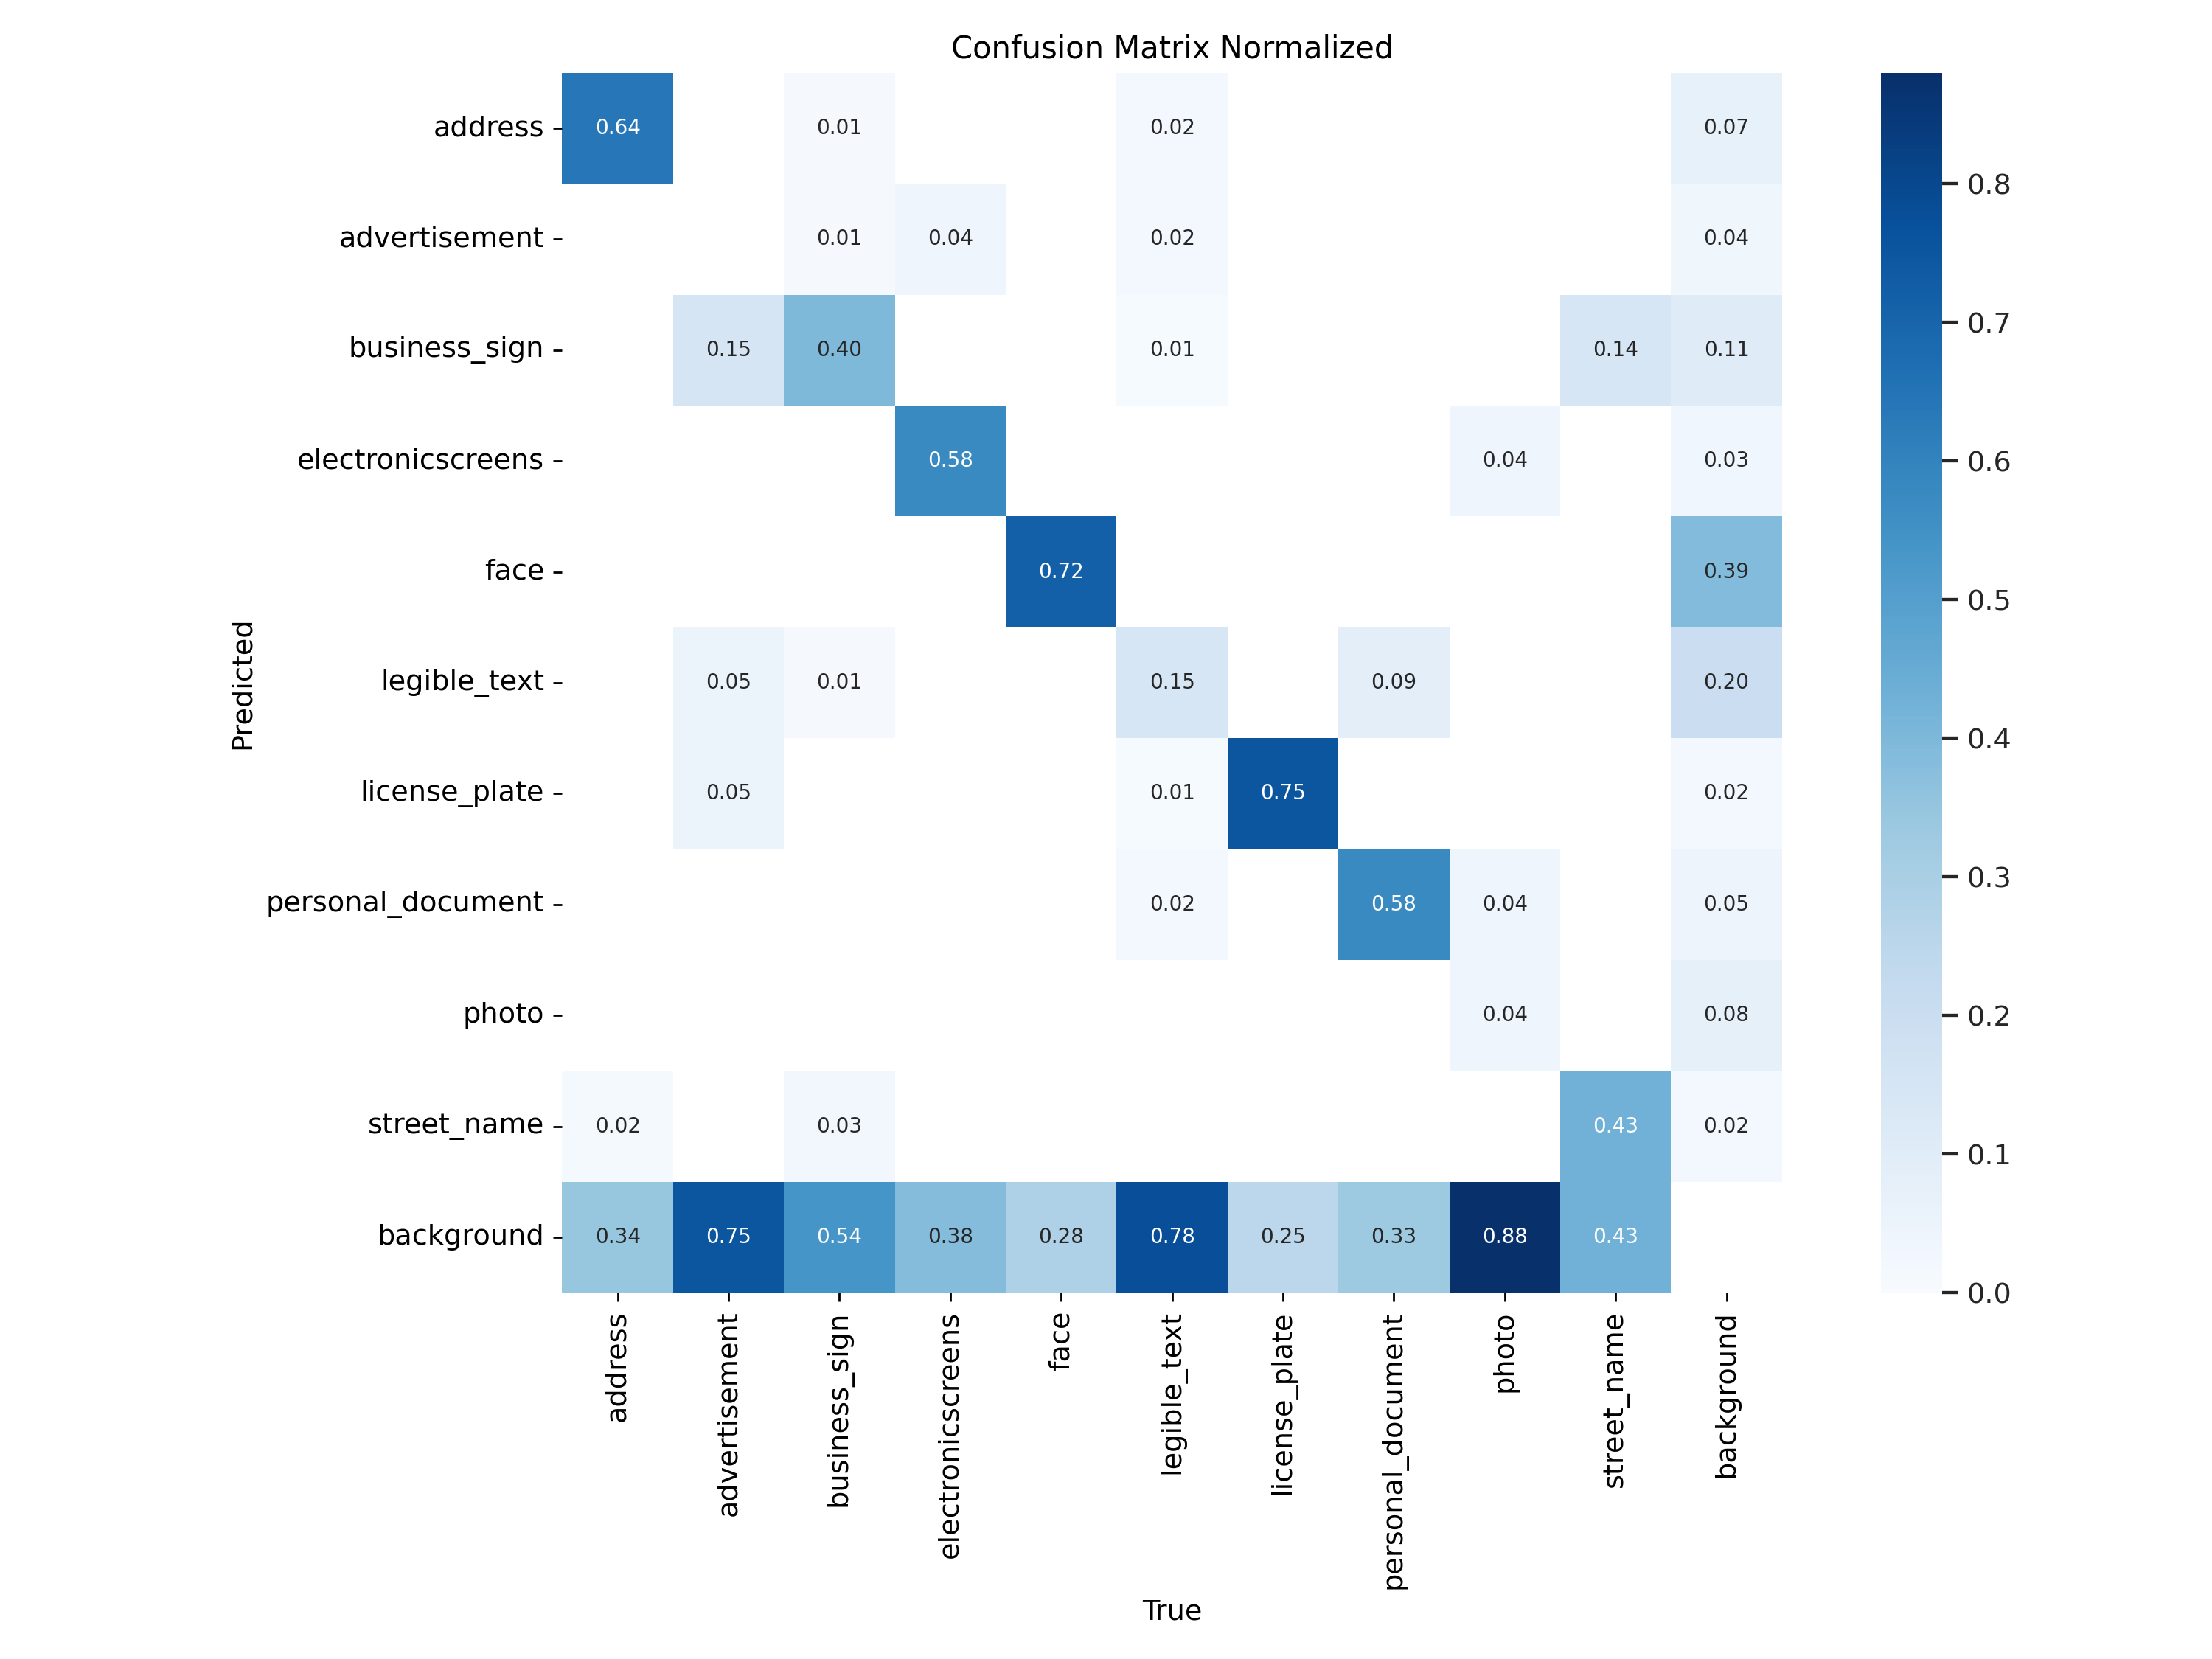 Confusion Matrix Normalized
address 0.64 0.01 0.02 0.07
advertisement 0.01 0.04 0.02 0.04
business_sign 0.15 0.40 0.01 0.14 0.11
electronicscreens 0.58 0.04 0.03
face 0.72 0.39
legible_text 0.05 0.01 0.15 0.09 0.20
license_plate 0.05 0.01 0.75 0.02
personal_document 0.02 0.58 0.04 0.05
photo 0.04 0.08
street_name 0.02 0.03 0.43 0.02
background 0.34 0.75 0.54 0.38 0.28 0.78 0.25 0.33 0.88 0.43
Predicted
address
advertisement
business_sign
electronicscreens
face
legible_text
license_plate
personal_document
photo
street_name
background
True
0.8
0.7
0.6
0.5
0.4
0.3
0.2
0.1
0.0